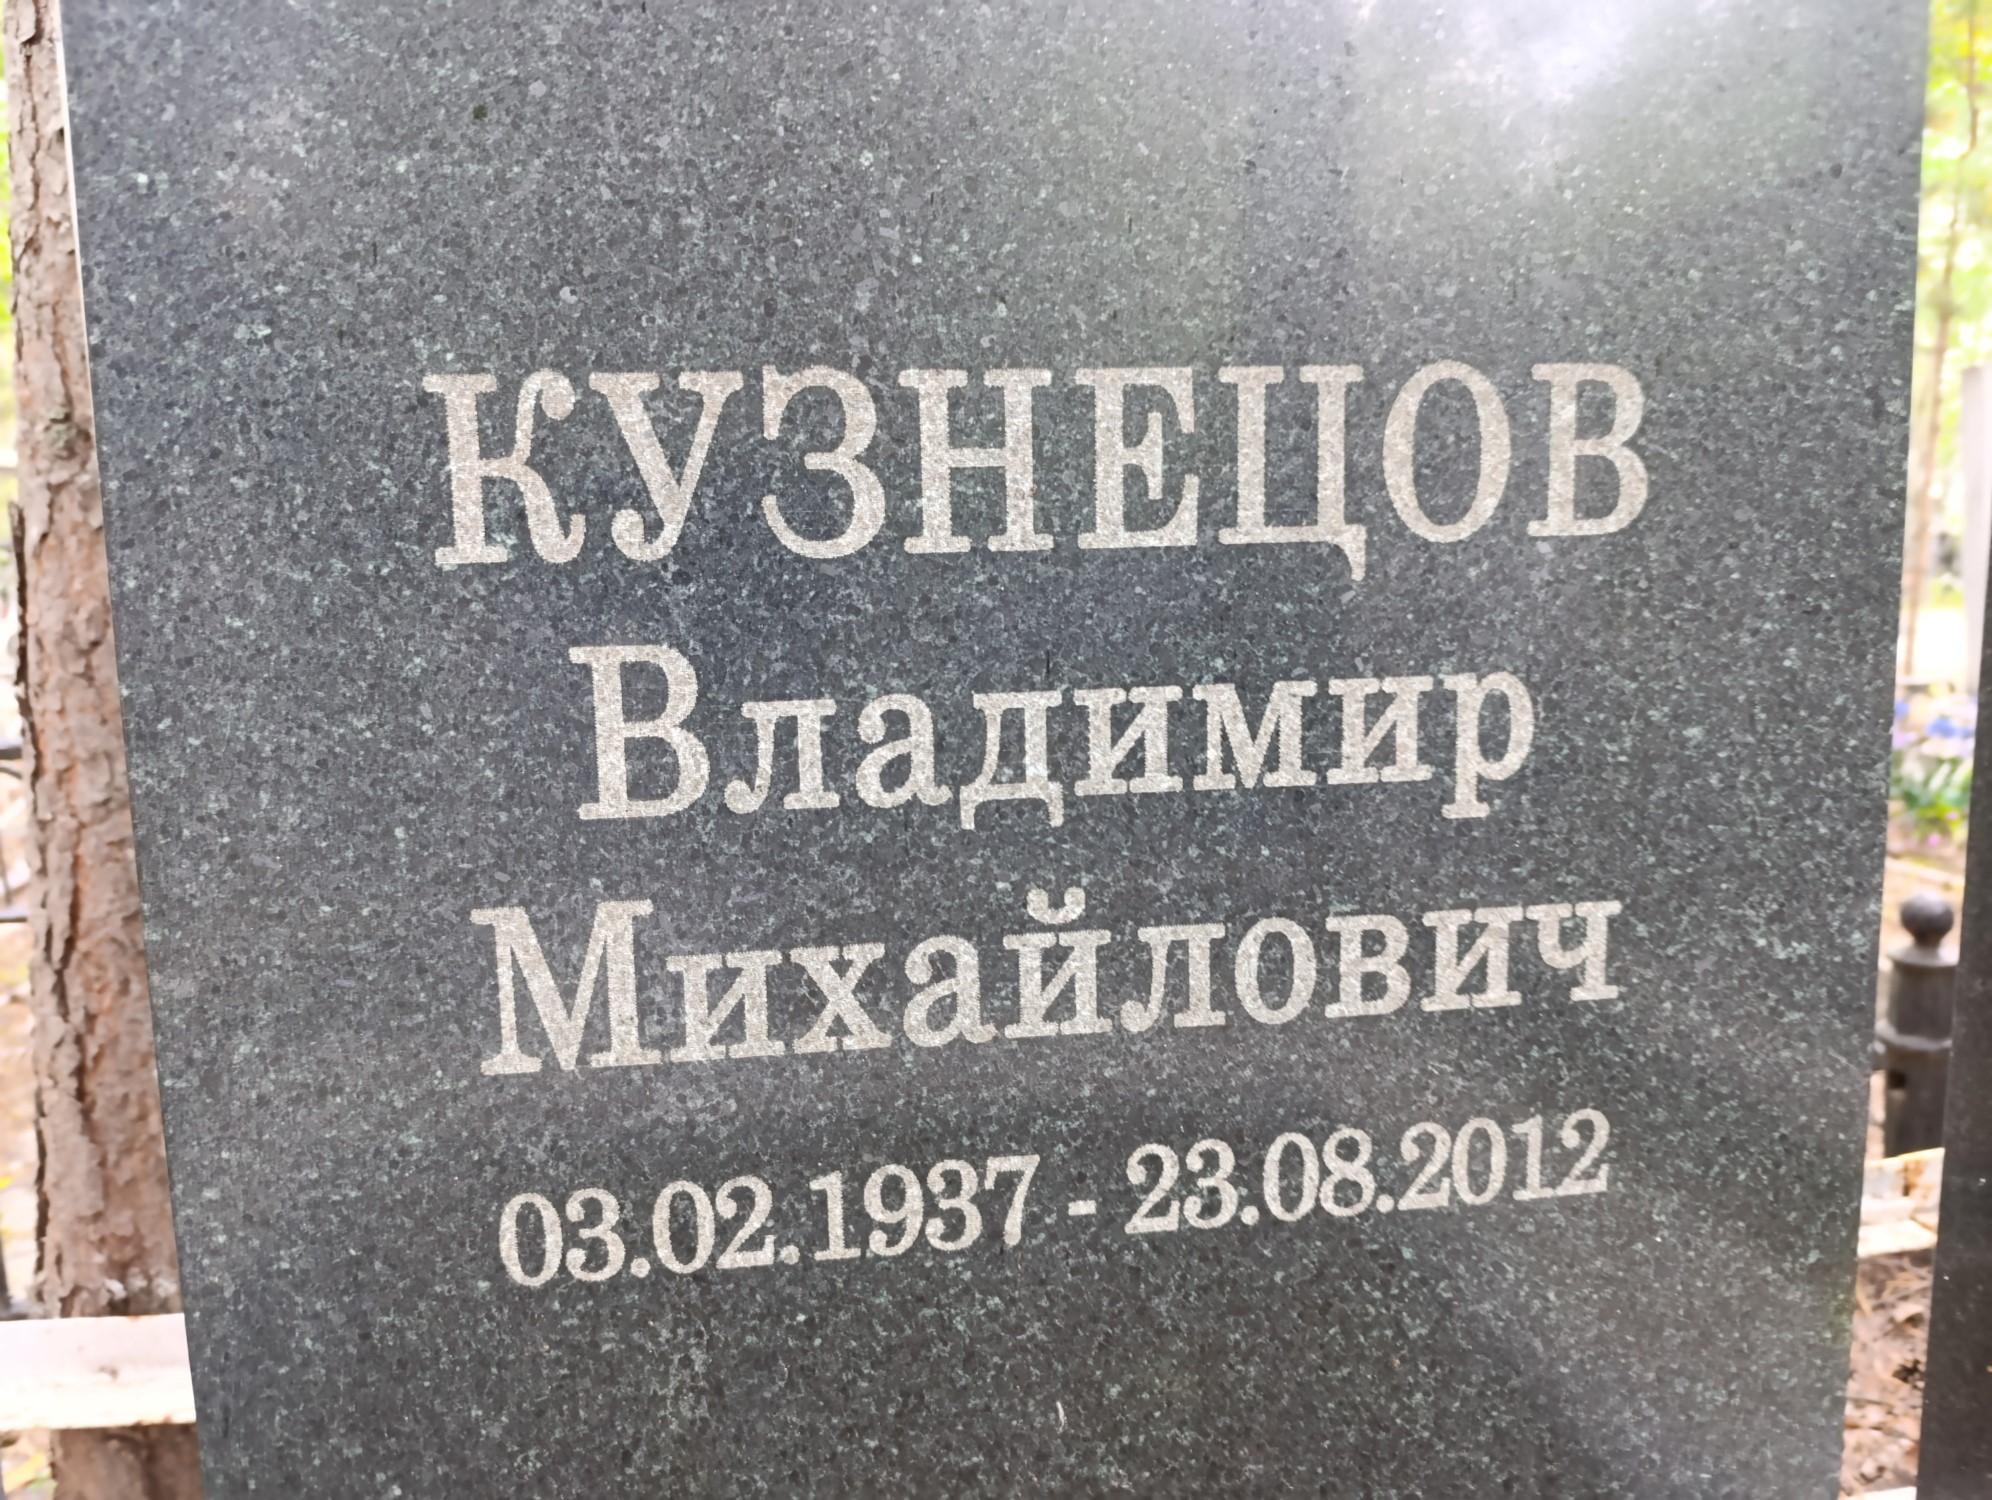 КУЗНЕЦОВ
Владимир
Михайлович
03.02.1937 - 23.08.2012